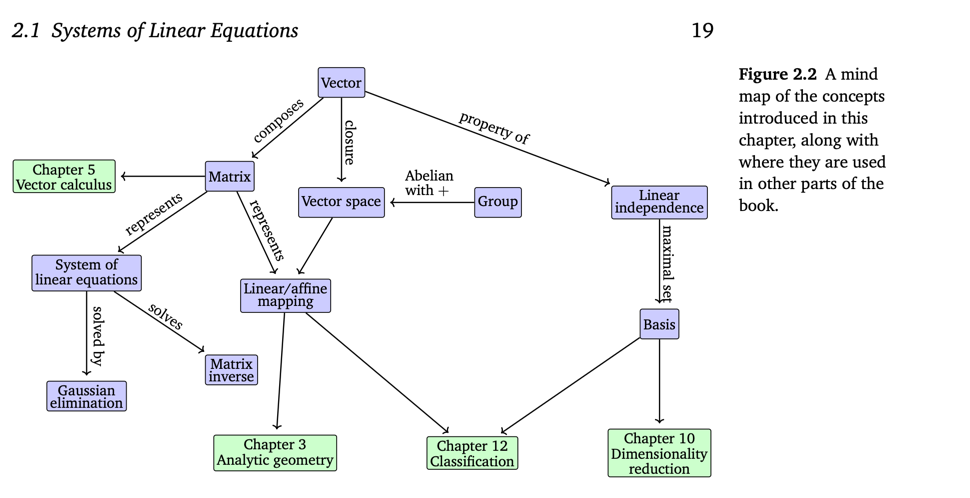 2.1 Systems of Linear Equations
19
Figure 2.2 A mind
map of the concepts
introduced in this
chapter, along with
where they are used
in other parts of the
book.
Vector
composes
closure
property of
Chapter 5
Vector calculus
Matrix
Abelian
with +
Vector space
Group
Linear
independence
represents
represents
maximal set
System of
linear equations
Linear/affine
mapping
solved by
solves
Basis
Matrix
inverse
Gaussian
elimination
Chapter 3
Analytic geometry
Chapter 12
Classification
Chapter 10
Dimensionality
reduction